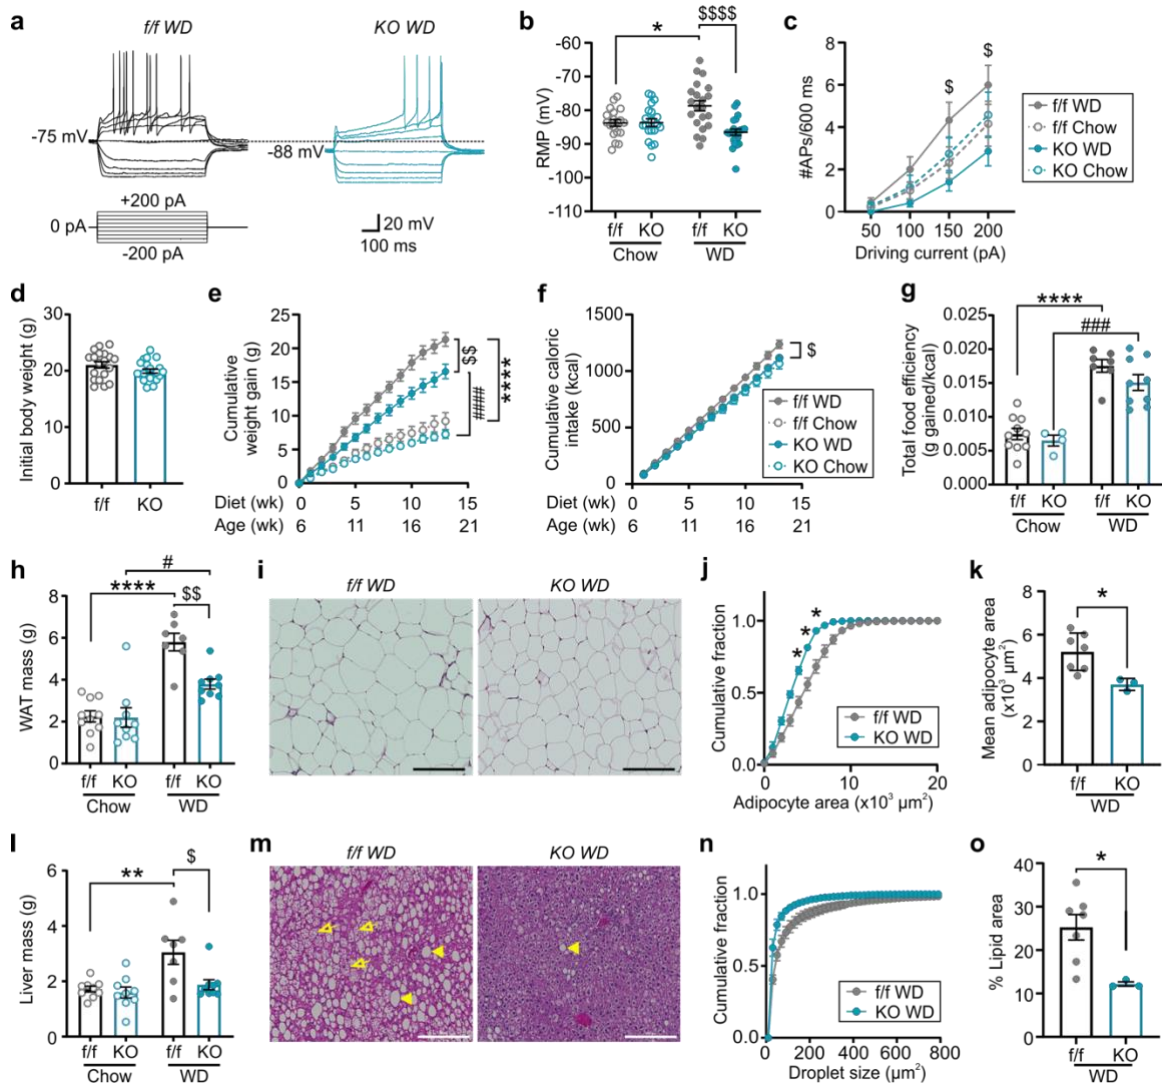 a
f/f WD
KO WD
-75 mV
-88 mV
+200 pA
0 pA
-200 pA
20 mV
100 ms
b
*
$$$$
RMP (mV)
-60
-70
-80
-90
-100
-110
f/f KO f/f KO
Chow WD
c
#APs/600 ms
8
6
4
2
0
$
$
50 100 150 200
Driving current (pA)
f/f WD
f/f Chow
KO WD
KO Chow
d
Initial body weight (g)
30
20
10
0
f/f KO
e
Cumulative
weight gain (g)
25
20
15
10
5
0
$$
####
****
Diet (wk) 0 5 10 15
Age (wk) 6 11 16 21
f
Cumulative caloric
intake (kcal)
1500
1000
500
0
$
f/f WD
f/f Chow
KO WD
KO Chow
Diet (wk) 0 5 10 15
Age (wk) 6 11 16 21
g
Total food efficiency
(g gained/kcal)
0.025
0.020
0.015
0.010
0.005
0.000
****
###
f/f KO f/f KO
Chow WD
h
WAT mass (g)
8
6
4
2
0
#
****
$$
f/f KO f/f KO
Chow WD
i
f/f WD
KO WD
j
Cumulative fraction
1.0
0.5
0.0
*
*
*
f/f WD
KO WD
0 10 20
Adipocyte area (x10³ µm²)
k
Mean adipocyte area
(x10³ µm²)
8
6
4
2
0
*
f/f KO
WD
l
Liver mass (g)
6
4
2
0
**
$
f/f KO f/f KO
Chow WD
m
f/f WD
KO WD
n
Cumulative fraction
1.0
0.5
0.0
f/f WD
KO WD
0 200 400 600 800
Droplet size (µm²)
o
% Lipid area
40
30
20
10
0
*
f/f KO
WD